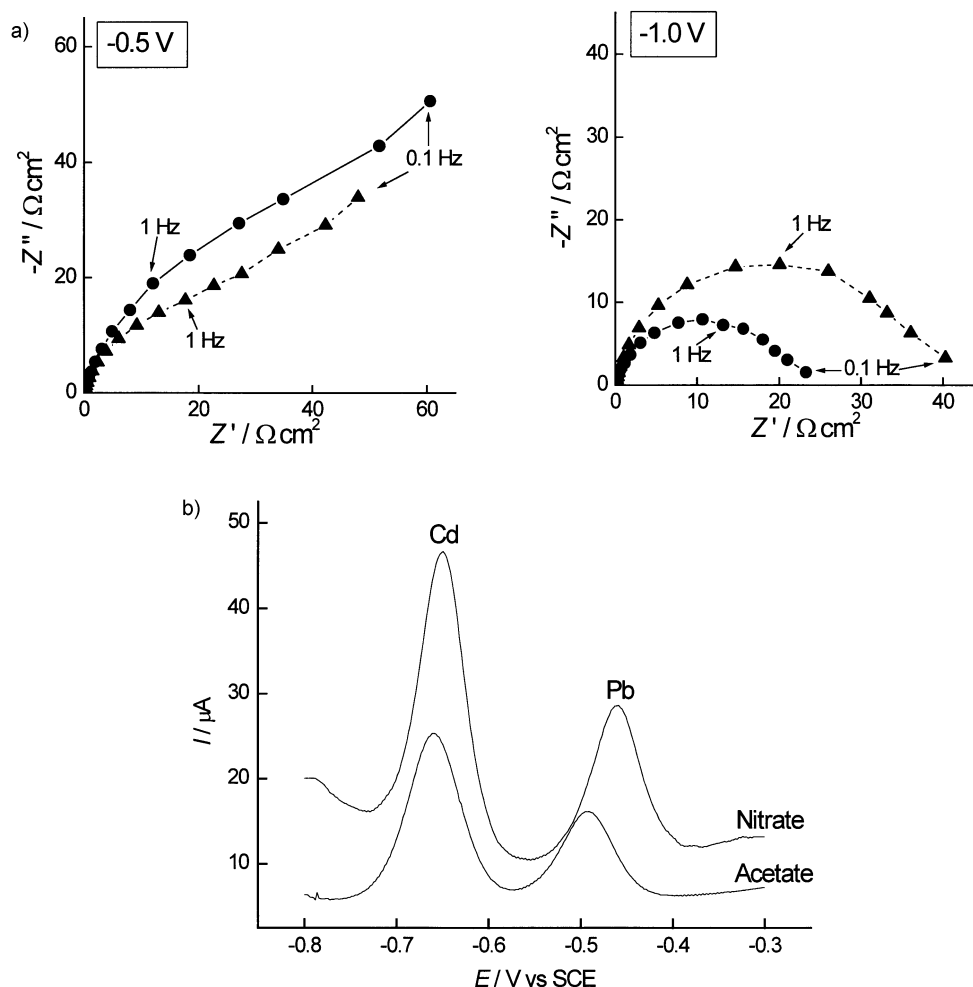 a)
-0.5 V
60
40
20
0
-Z'' / Ω cm²
0 20 40 60
Z' / Ω cm²
1 Hz
1 Hz
0.1 Hz
-1.0 V
40
30
20
10
0
-Z'' / Ω cm²
0 10 20 30 40
Z' / Ω cm²
1 Hz
1 Hz
0.1 Hz
b)
50
40
30
20
10
I / µA
Cd
Pb
Nitrate
Acetate
-0.8 -0.7 -0.6 -0.5 -0.4 -0.3
E / V vs SCE